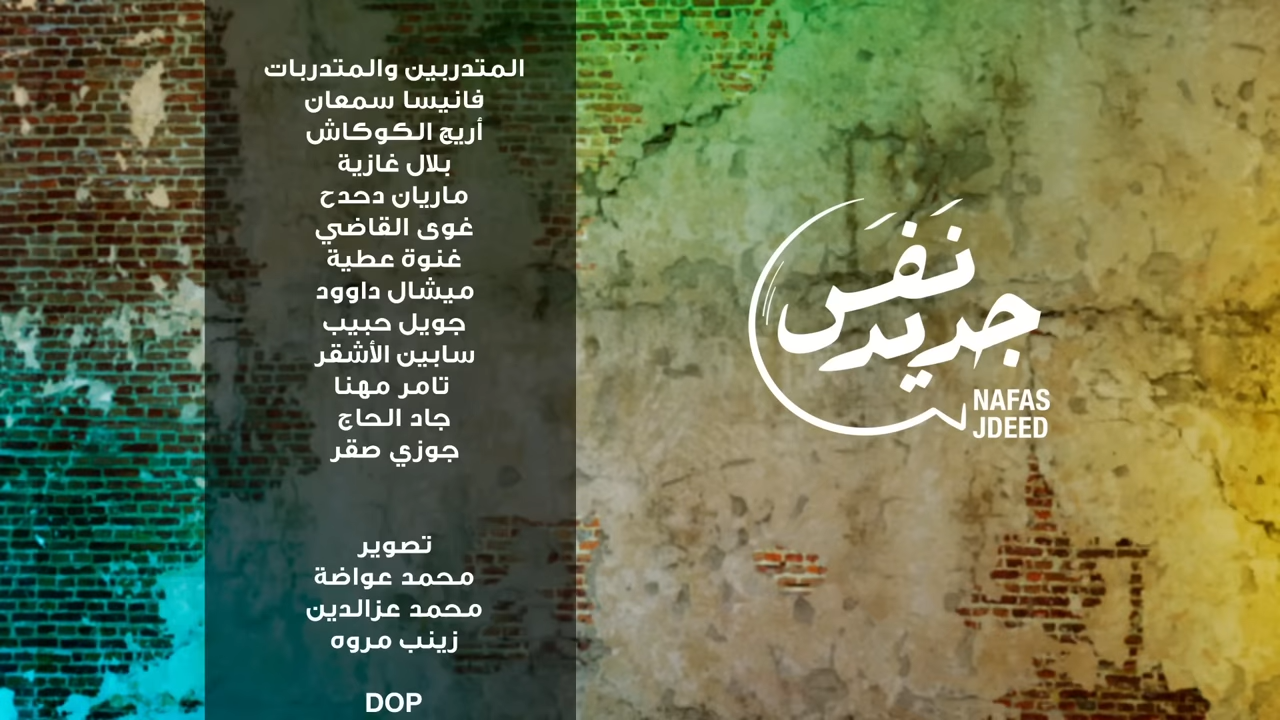 المتدربين والمتدربات
فانيسا سمعان
أريج الكوكاش
بلال غازية
ماريان دحدح
غوى القاضي
غنوة عطية
ميشال داوود
جويل حبيب
سابين الأشقر
تامر مهنا
جاد الحاج
جوزي صقر
تصوير
محمد عواضة
محمد عزالدين
زينب مروه
DOP
نَفَس
جديد
NAFAS
JDEED